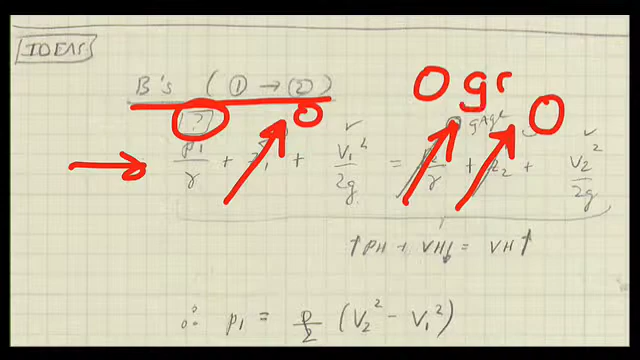 IDEAS
0 gr
B's (① → ②)
? 0 gage 0
p₁/γ + z₁ + V₁²/2g = p₂/γ + z₂ + V₂²/2g
↑PH + VH↓ = VH↑
∴ p₁ = ρ/2 (V₂² - V₁²)